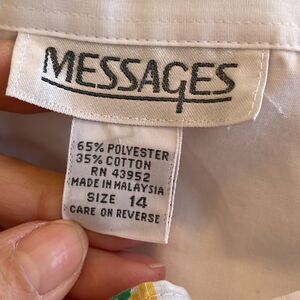 MESSAGES
65% POLYESTER
35% COTTON
RN 43952
MADE IN MALAYSIA
SIZE 14
CARE ON REVERSE